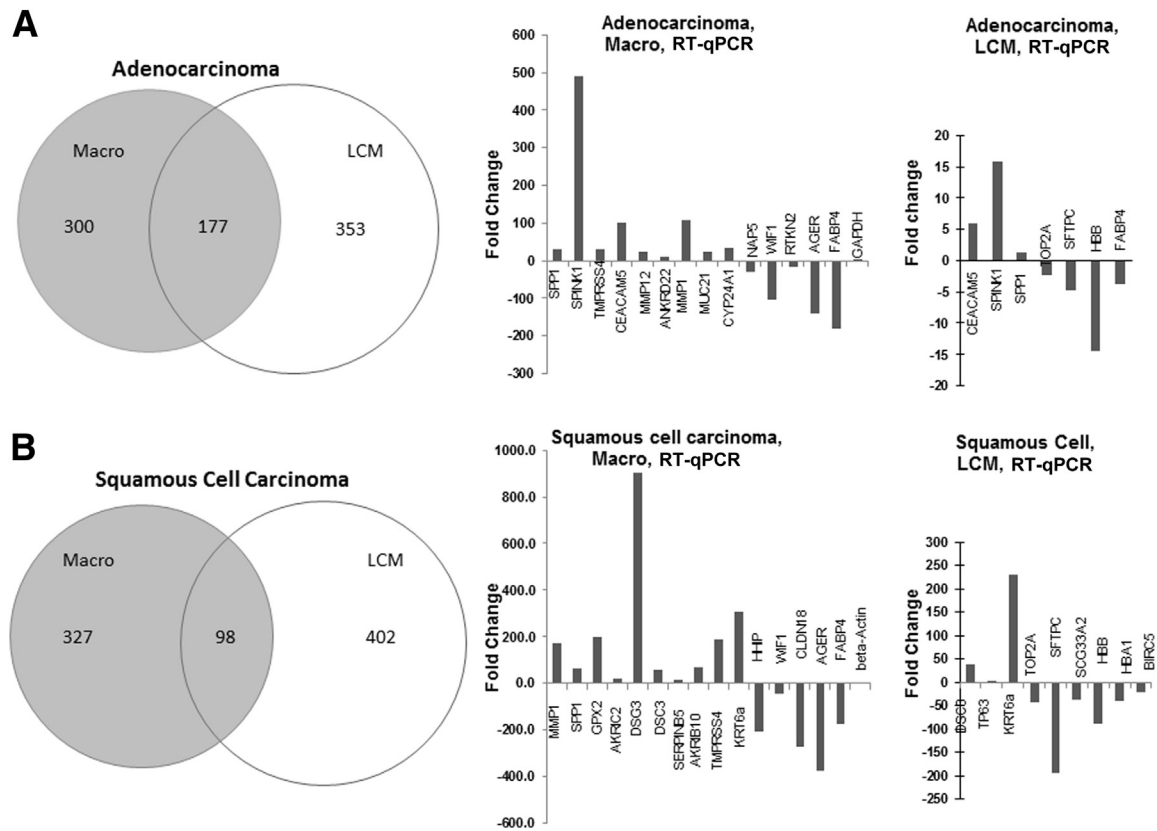 A
Adenocarcinoma
Macro
LCM
300
177
353
Adenocarcinoma,
Macro, RT-qPCR
Fold Change
600
500
400
300
200
100
0
-100
-200
-300
SPP1
SPINK1
TMPRSS4
CEACAM5
MMP12
ANKRD22
MMP1
MUC21
CYP24A1
NAP5
WIF1
RTKN2
AGER
FABP4
GAPDH
Adenocarcinoma,
LCM, RT-qPCR
Fold change
20
15
10
5
0
-5
-10
-15
-20
CEACAM5
SPINK1
SPP1
OP2A
SFTPC
HBB
FABP4
B
Squamous Cell Carcinoma
Macro
LCM
327
98
402
Squamous cell carcinoma,
Macro, RT-qPCR
Fold Change
1000.0
800.0
600.0
400.0
200.0
0.0
-200.0
-400.0
-600.0
MMP1
SPP1
GPX2
AKRIC2
DSG3
DSC3
SERPINB5
AKRIB10
TMPRSS4
KRT6a
HHIP
WIF1
CLDN18
AGER
FABP4
beta-Actin
Squamous Cell,
LCM, RT-qPCR
Fold Change
300
250
200
150
100
50
0
-50
-100
-150
-200
-250
TP63
KRT6a
TOP2A
SFTPC
SCG33A2
HBB
HBA1
BIRC5